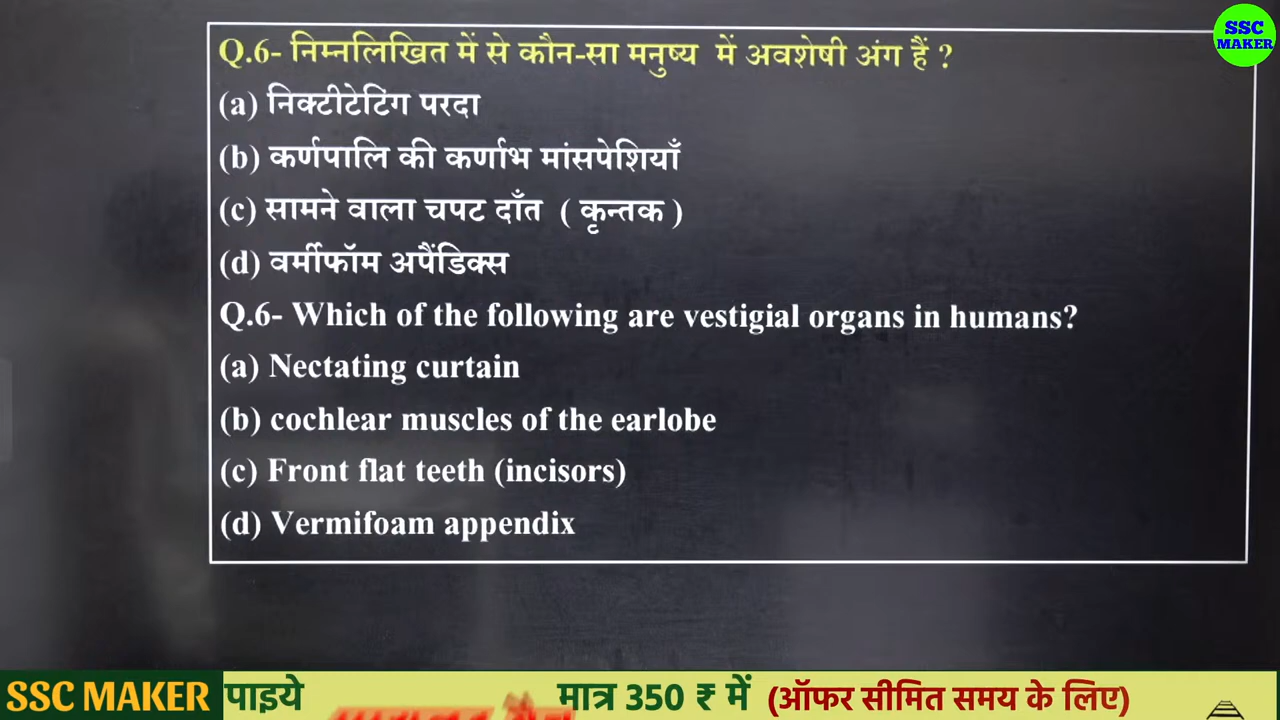 SSC
MAKER
Q.6- निम्नलिखित में से कौन-सा मनुष्य में अवशेषी अंग हैं ?
(a) निक्टीटेटिंग परदा
(b) कर्णपालि की कर्णाभ मांसपेशियाँ
(c) सामने वाला चपट दाँत ( कृन्तक )
(d) वर्मीफॉम अपैंडिक्स
Q.6- Which of the following are vestigial organs in humans?
(a) Nectating curtain
(b) cochlear muscles of the earlobe
(c) Front flat teeth (incisors)
(d) Vermifoam appendix
SSC MAKER पाइये मात्र 350 ₹ में (ऑफर सीमित समय के लिए)